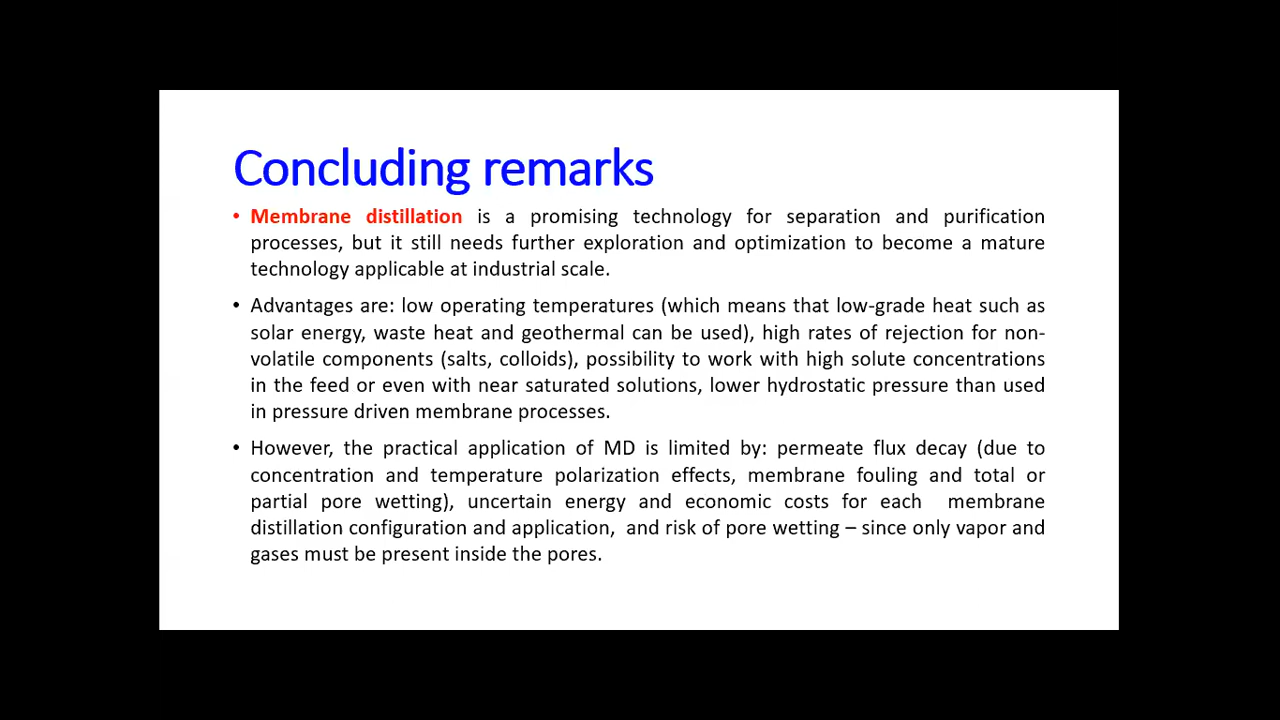 Concluding remarks
• Membrane distillation is a promising technology for separation and purification
processes, but it still needs further exploration and optimization to become a mature
technology applicable at industrial scale.
• Advantages are: low operating temperatures (which means that low-grade heat such as
solar energy, waste heat and geothermal can be used), high rates of rejection for non-
volatile components (salts, colloids), possibility to work with high solute concentrations
in the feed or even with near saturated solutions, lower hydrostatic pressure than used
in pressure driven membrane processes.
• However, the practical application of MD is limited by: permeate flux decay (due to
concentration and temperature polarization effects, membrane fouling and total or
partial pore wetting), uncertain energy and economic costs for each  membrane
distillation configuration and application,  and risk of pore wetting – since only vapor and
gases must be present inside the pores.